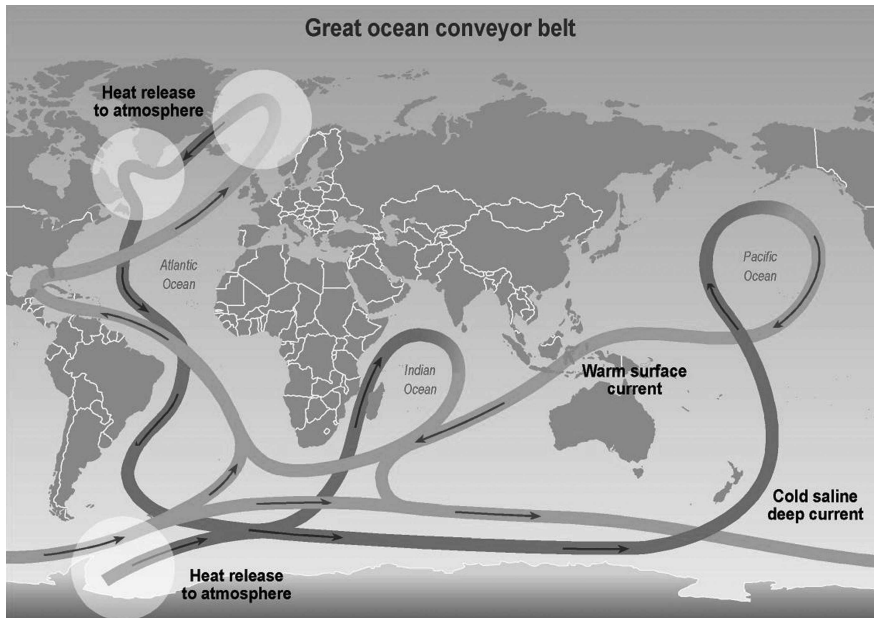 Great ocean conveyor belt
Heat release
to atmosphere
Atlantic
Ocean
Pacific
Ocean
Indian
Ocean
Warm surface
current
Cold saline
deep current
Heat release
to atmosphere